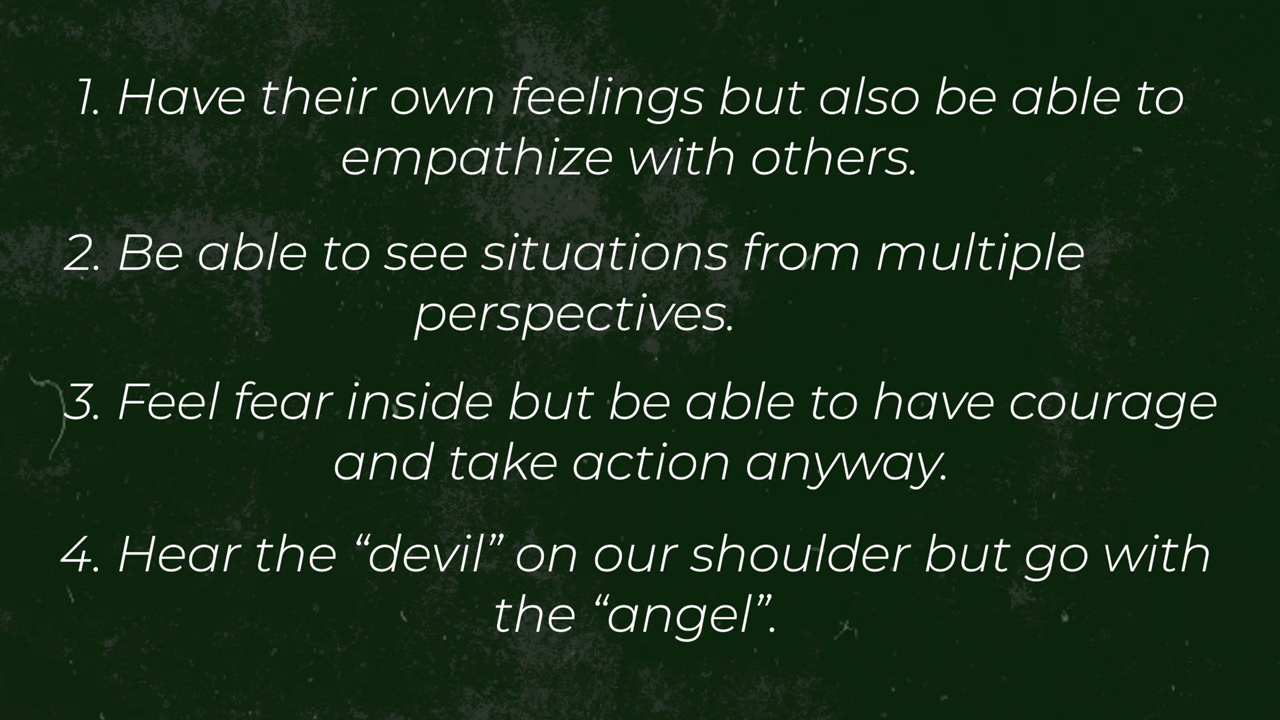 1. Have their own feelings but also be able to
empathize with others.
2. Be able to see situations from multiple
perspectives.
3. Feel fear inside but be able to have courage
and take action anyway.
4. Hear the “devil” on our shoulder but go with
the “angel”.